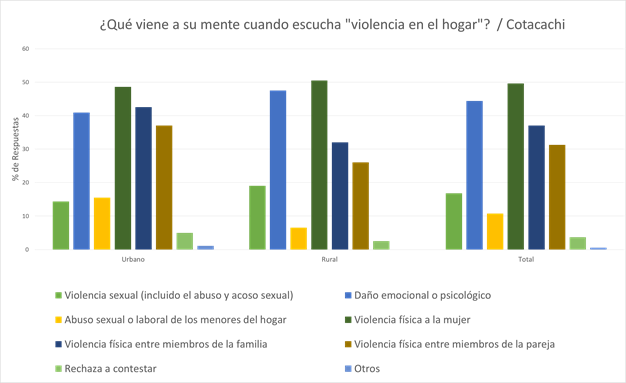 ¿Qué viene a su mente cuando escucha "violencia en el hogar"? / Cotacachi
60
50
40
30
20
10
0
% de Respuestas
Urbano Rural Total
Violencia sexual (incluido el abuso y acoso sexual) Daño emocional o psicológico
Abuso sexual o laboral de los menores del hogar Violencia física a la mujer
Violencia física entre miembros de la familia Violencia física entre miembros de la pareja
Rechaza a contestar Otros